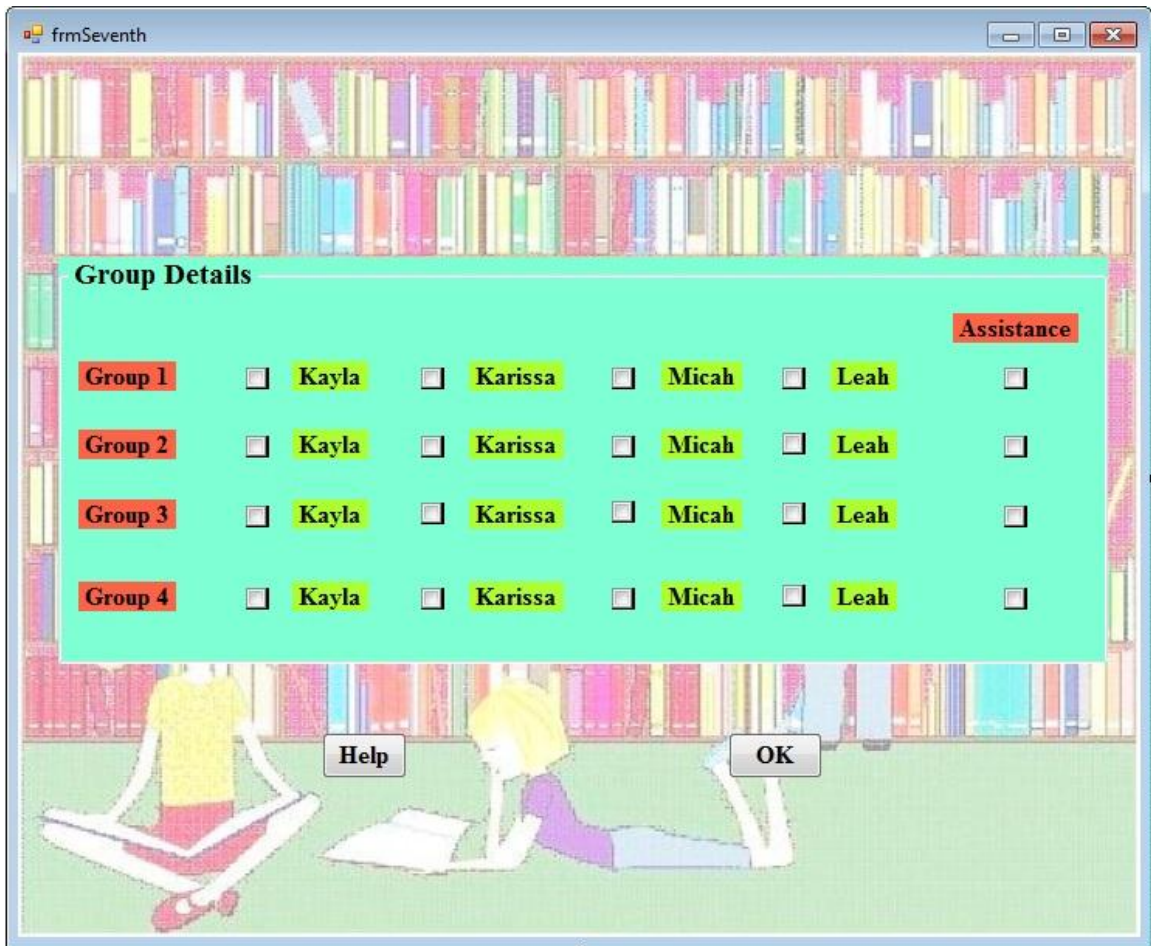 frmSeventh
Group Details
Assistance
Group 1 Kayla Karissa Micah Leah
Group 2 Kayla Karissa Micah Leah
Group 3 Kayla Karissa Micah Leah
Group 4 Kayla Karissa Micah Leah
Help OK